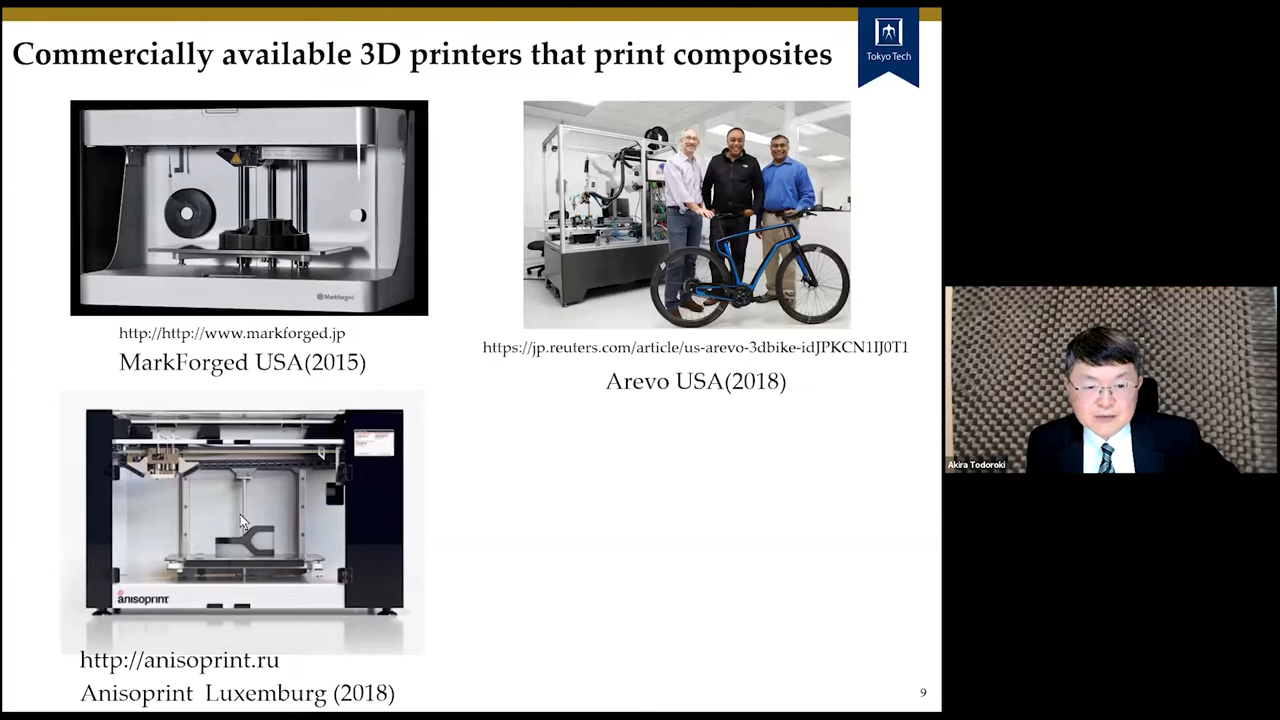 Commercially available 3D printers that print composites
Tokyo Tech
Markforged
http://http://www.markforged.jp
MarkForged USA(2015)
https://jp.reuters.com/article/us-arevo-3dbike-idJPKCN1IJ0T1
Arevo USA(2018)
anisoprint
http://anisoprint.ru
Anisoprint Luxemburg (2018)
9
Akira Todoroki